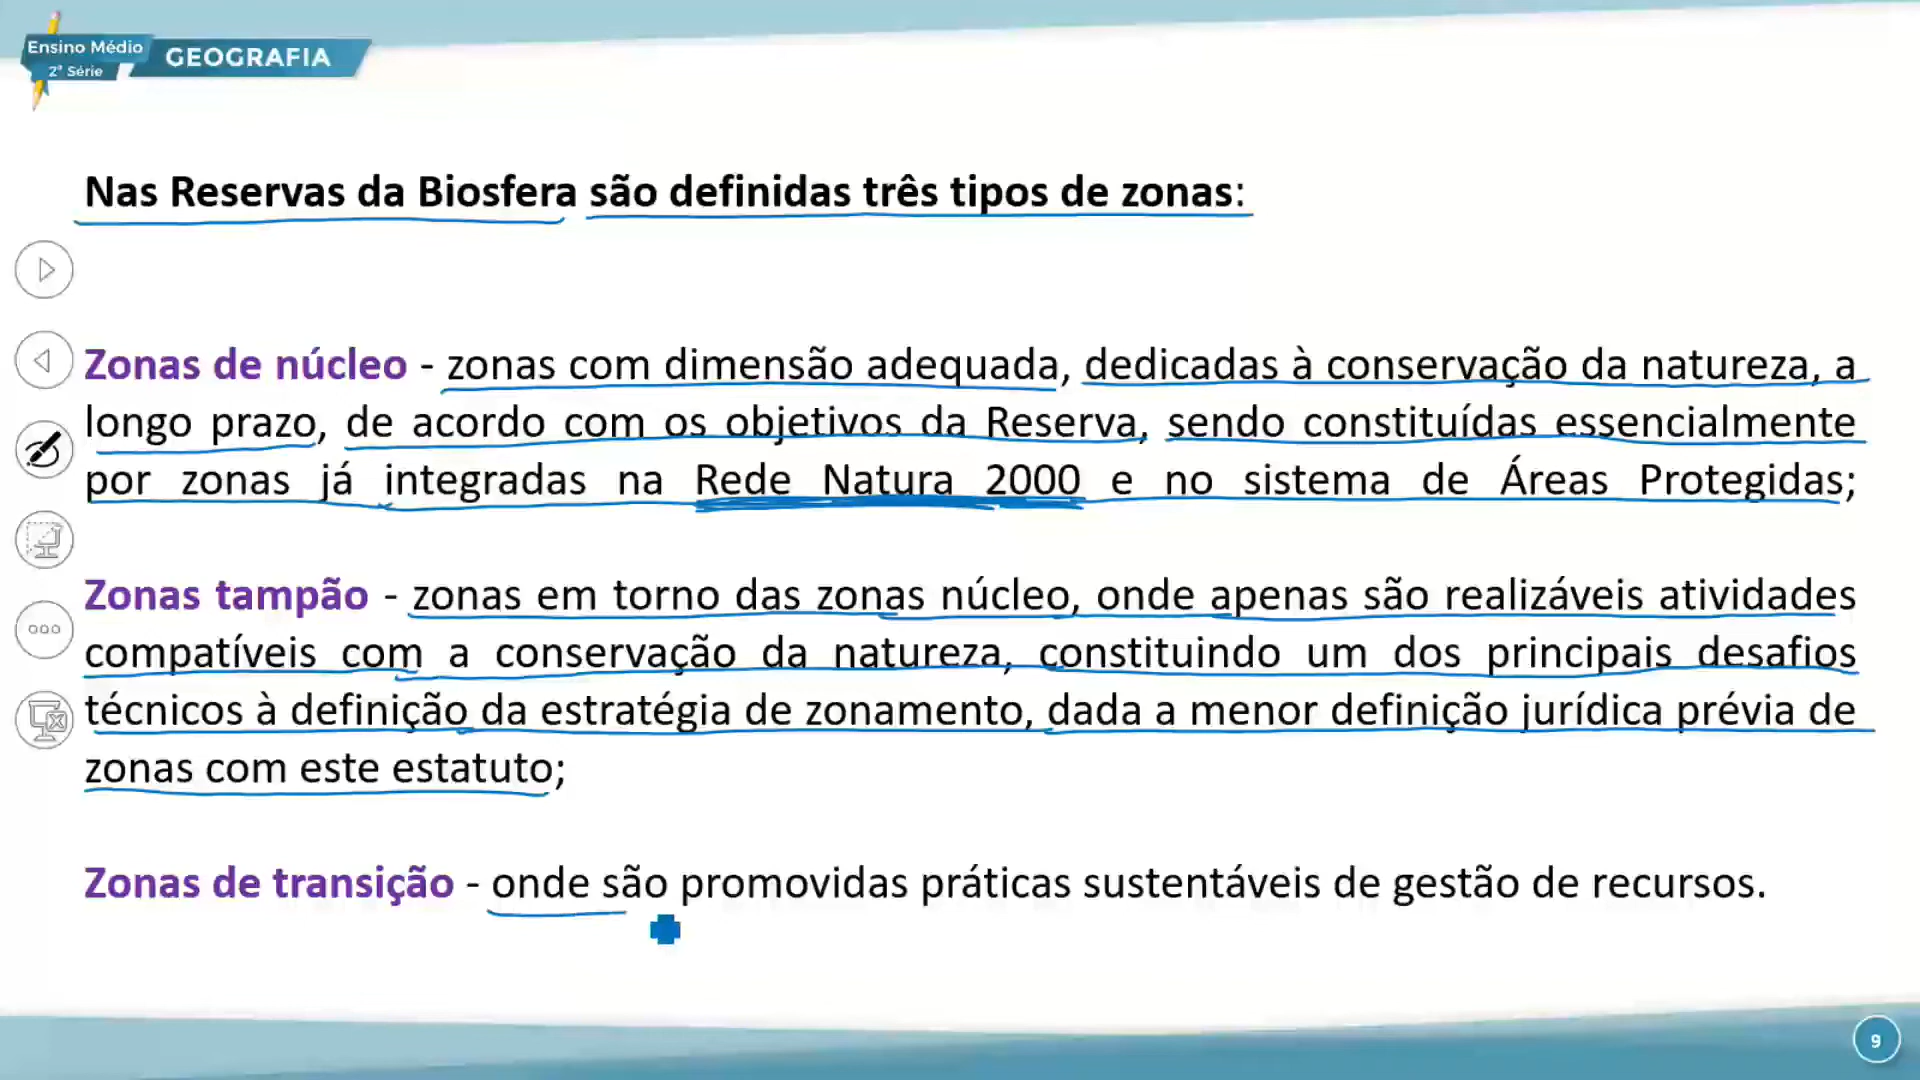 Ensino Médio
2ª Série
GEOGRAFIA
Nas Reservas da Biosfera são definidas três tipos de zonas:
Zonas de núcleo - zonas com dimensão adequada, dedicadas à conservação da natureza, a
longo prazo, de acordo com os objetivos da Reserva, sendo constituídas essencialmente
por zonas já integradas na Rede Natura 2000 e no sistema de Áreas Protegidas;
Zonas tampão - zonas em torno das zonas núcleo, onde apenas são realizáveis atividades
compatíveis com a conservação da natureza, constituindo um dos principais desafios
técnicos à definição da estratégia de zonamento, dada a menor definição jurídica prévia de
zonas com este estatuto;
Zonas de transição - onde são promovidas práticas sustentáveis de gestão de recursos.
9